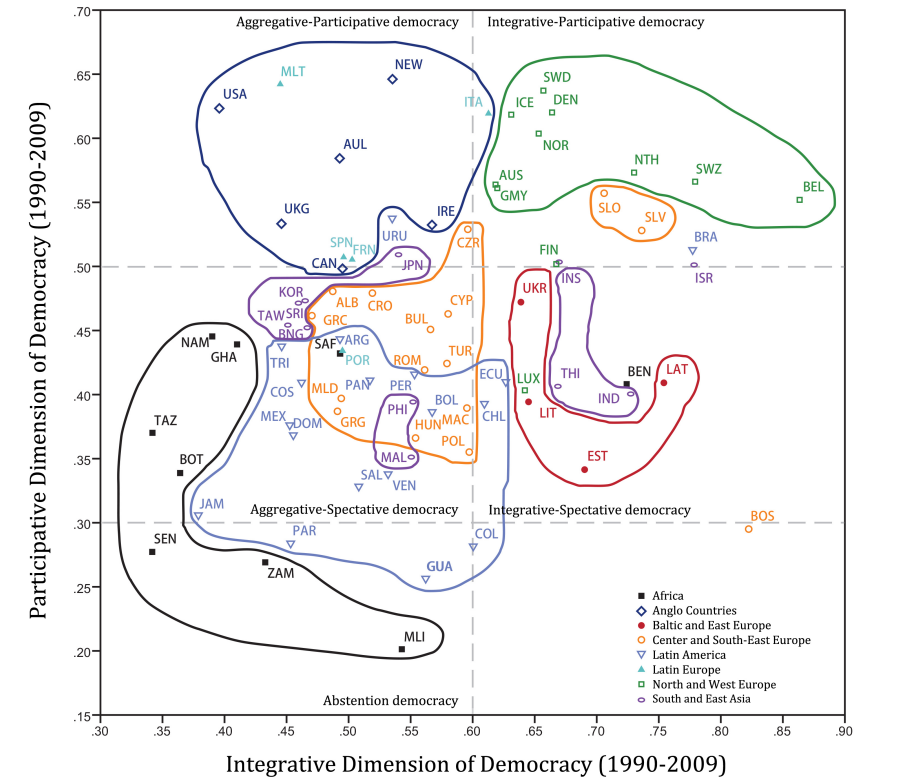 .70
Aggregative-Participative democracy
Integrative-Participative democracy
.65
.60
.55
.50
.45
.40
.35
.30
.25
.20
.15
Participative Dimension of Democracy (1990-2009)
MLT
NEW
USA
ITA
AUL
UKG
IRE
URU
SPN
FRN
CAN
SWD
ICE
DEN
NOR
NTH
SWZ
AUS
GMY
BEL
SLO
SLV
BRA
FIN
INS
ISR
CZR
JPN
KOR
ALB
CRO
CYP
UKR
TAW
SRI
GRC
BUL
BNG
NAM
GHA
SAF
ARG
POR
TUR
TRI
ROM
ECU
THI
BEN
LAT
COS
MLD
PAN
PER
LUX
BOL
IND
PHI
MAC
CHL
LIT
MEX
DOM
GRG
HUN
TAZ
POL
BOT
MAL
EST
SAL
VEN
JAM
Aggregative-Spectative democracy
Integrative-Spectative democracy
BOS
SEN
PAR
COL
ZAM
GUA
MLI
Africa
Anglo Countries
Baltic and East Europe
Center and South-East Europe
Latin America
Latin Europe
North and West Europe
South and East Asia
Abstention democracy
.30
.35
.40
.45
.50
.55
.60
.65
.70
.75
.80
.85
.90
Integrative Dimension of Democracy (1990-2009)